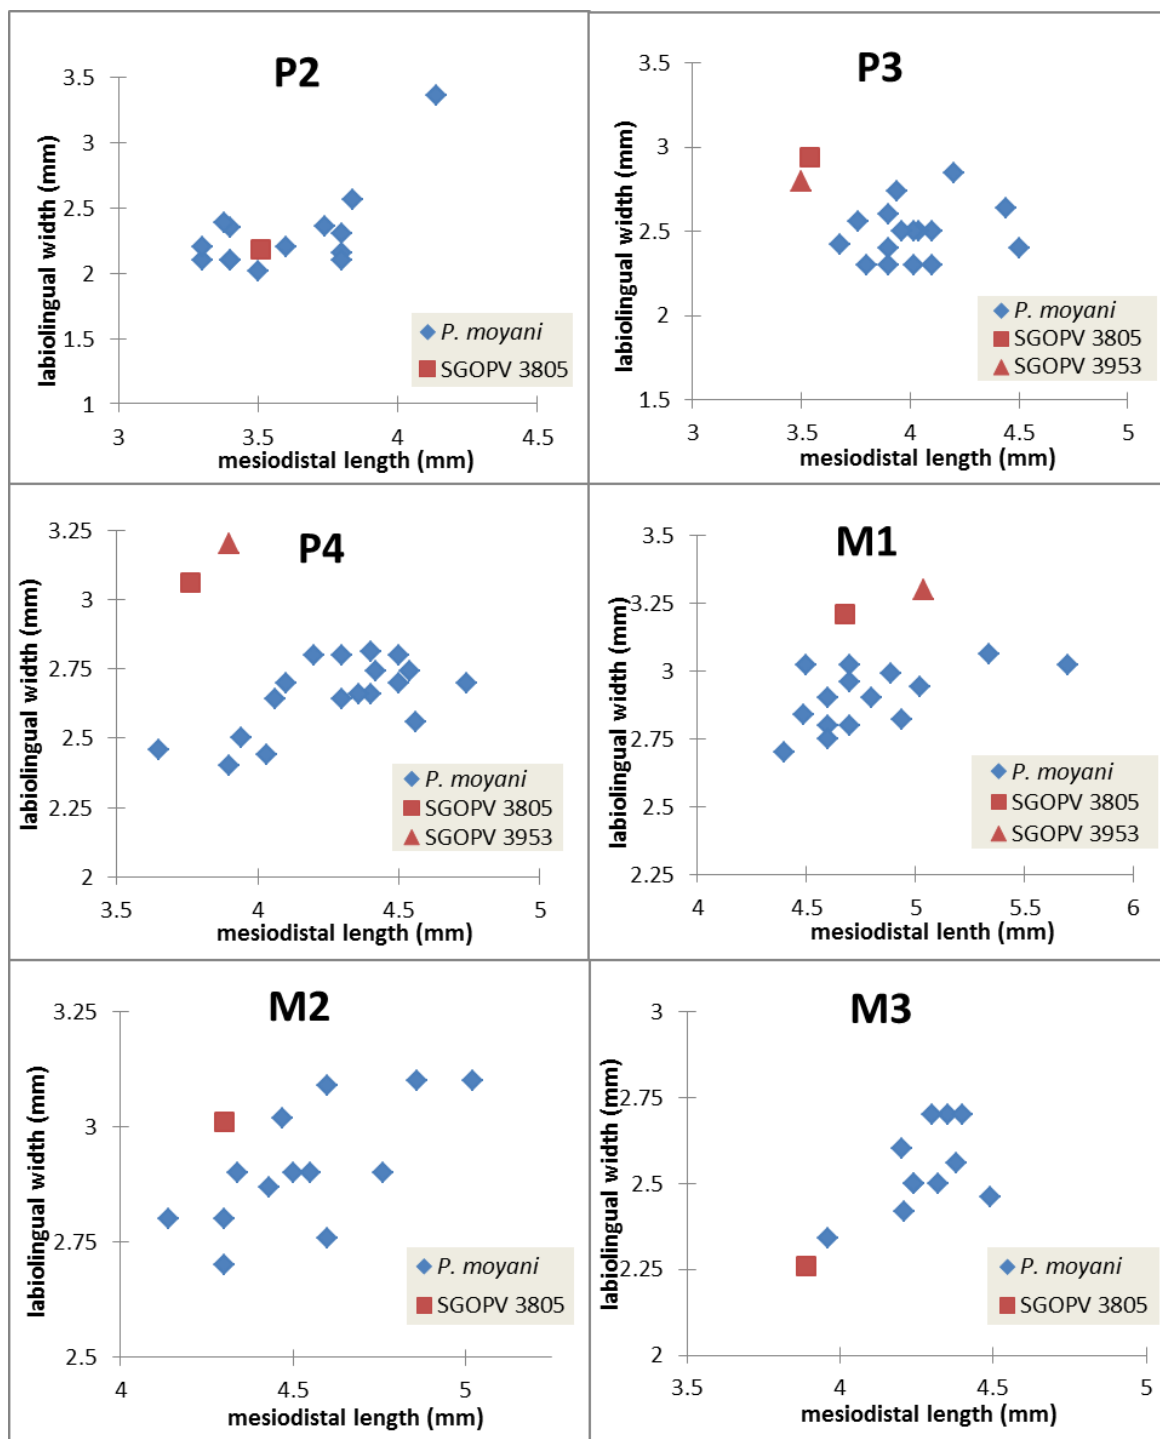 P2
3.5
3
2.5
2
1.5
1
labiolingual width (mm)
3
3.5
4
4.5
mesiodistal length (mm)
P. moyani
SGOPV 3805
P3
3.5
3
2.5
2
1.5
labiolingual width (mm)
3
3.5
4
4.5
5
mesiodistal length (mm)
P. moyani
SGOPV 3805
SGOPV 3953
P4
3.25
3
2.75
2.5
2.25
2
labiolingual width (mm)
3.5
4
4.5
5
mesiodistal length (mm)
P. moyani
SGOPV 3805
SGOPV 3953
M1
3.5
3.25
3
2.75
2.5
2.25
labiolingual width (mm)
4
4.5
5
5.5
6
mesiodistal lenth (mm)
P. moyani
SGOPV 3805
SGOPV 3953
M2
3.25
3
2.75
2.5
labiolingual width (mm)
4
4.5
5
mesiodistal length (mm)
P. moyani
SGOPV 3805
M3
3
2.75
2.5
2.25
2
labiolingual width (mm)
3.5
4
4.5
5
mesiodistal length (mm)
P. moyani
SGOPV 3805